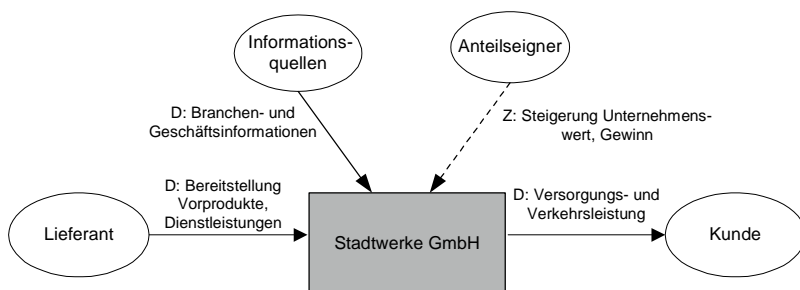 Informations-
quellen
Anteilseigner
D: Branchen- und
Geschäftsinformationen
Z: Steigerung Unternehmens-
wert, Gewinn
D: Bereitstellung
Vorprodukte,
Dienstleistungen
D: Versorgungs- und
Verkehrsleistung
Lieferant
Stadtwerke GmbH
Kunde